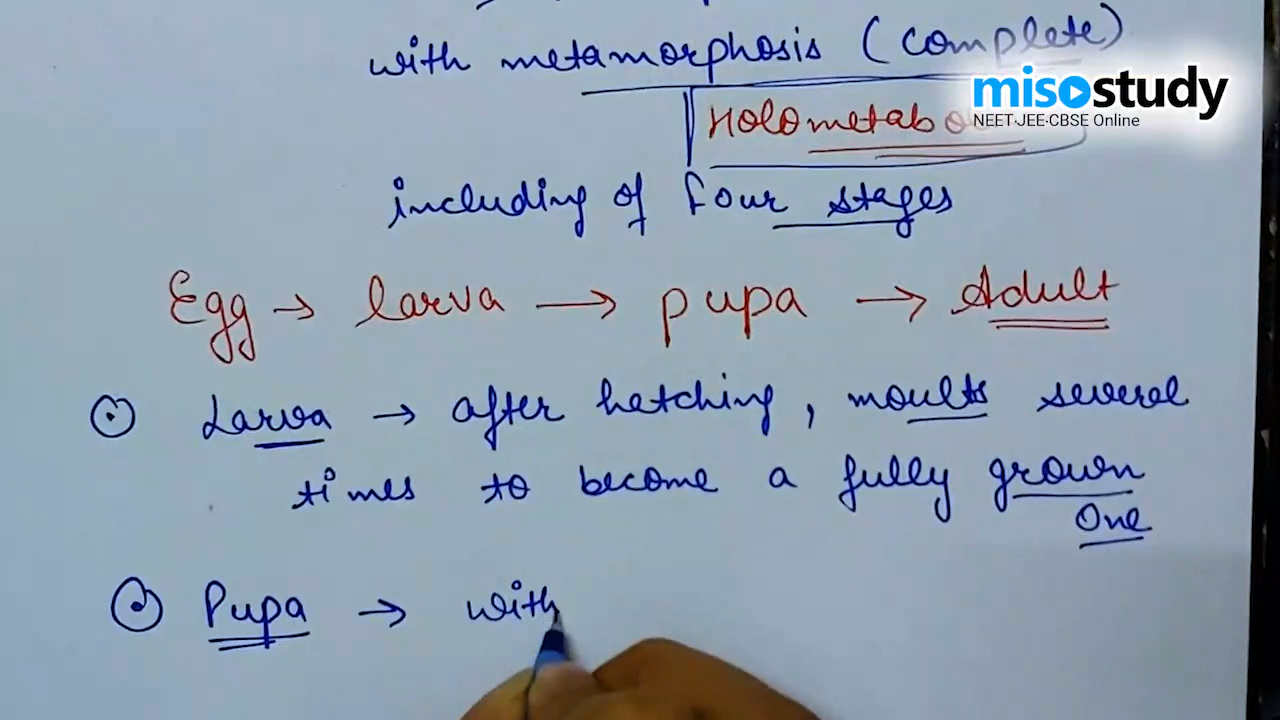 with metamorphosis (complete)
misostudy
NEET-JEE-CBSE Online
including of four stages
Egg → larva → pupa → Adult
Larva → after hatching, moults several
times to become a fully grown
One
Pupa → with